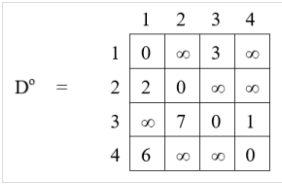 1 2 3 4
1 0 ∞ 3 ∞
D° = 2 2 0 ∞ ∞
3 ∞ 7 0 1
4 6 ∞ ∞ 0